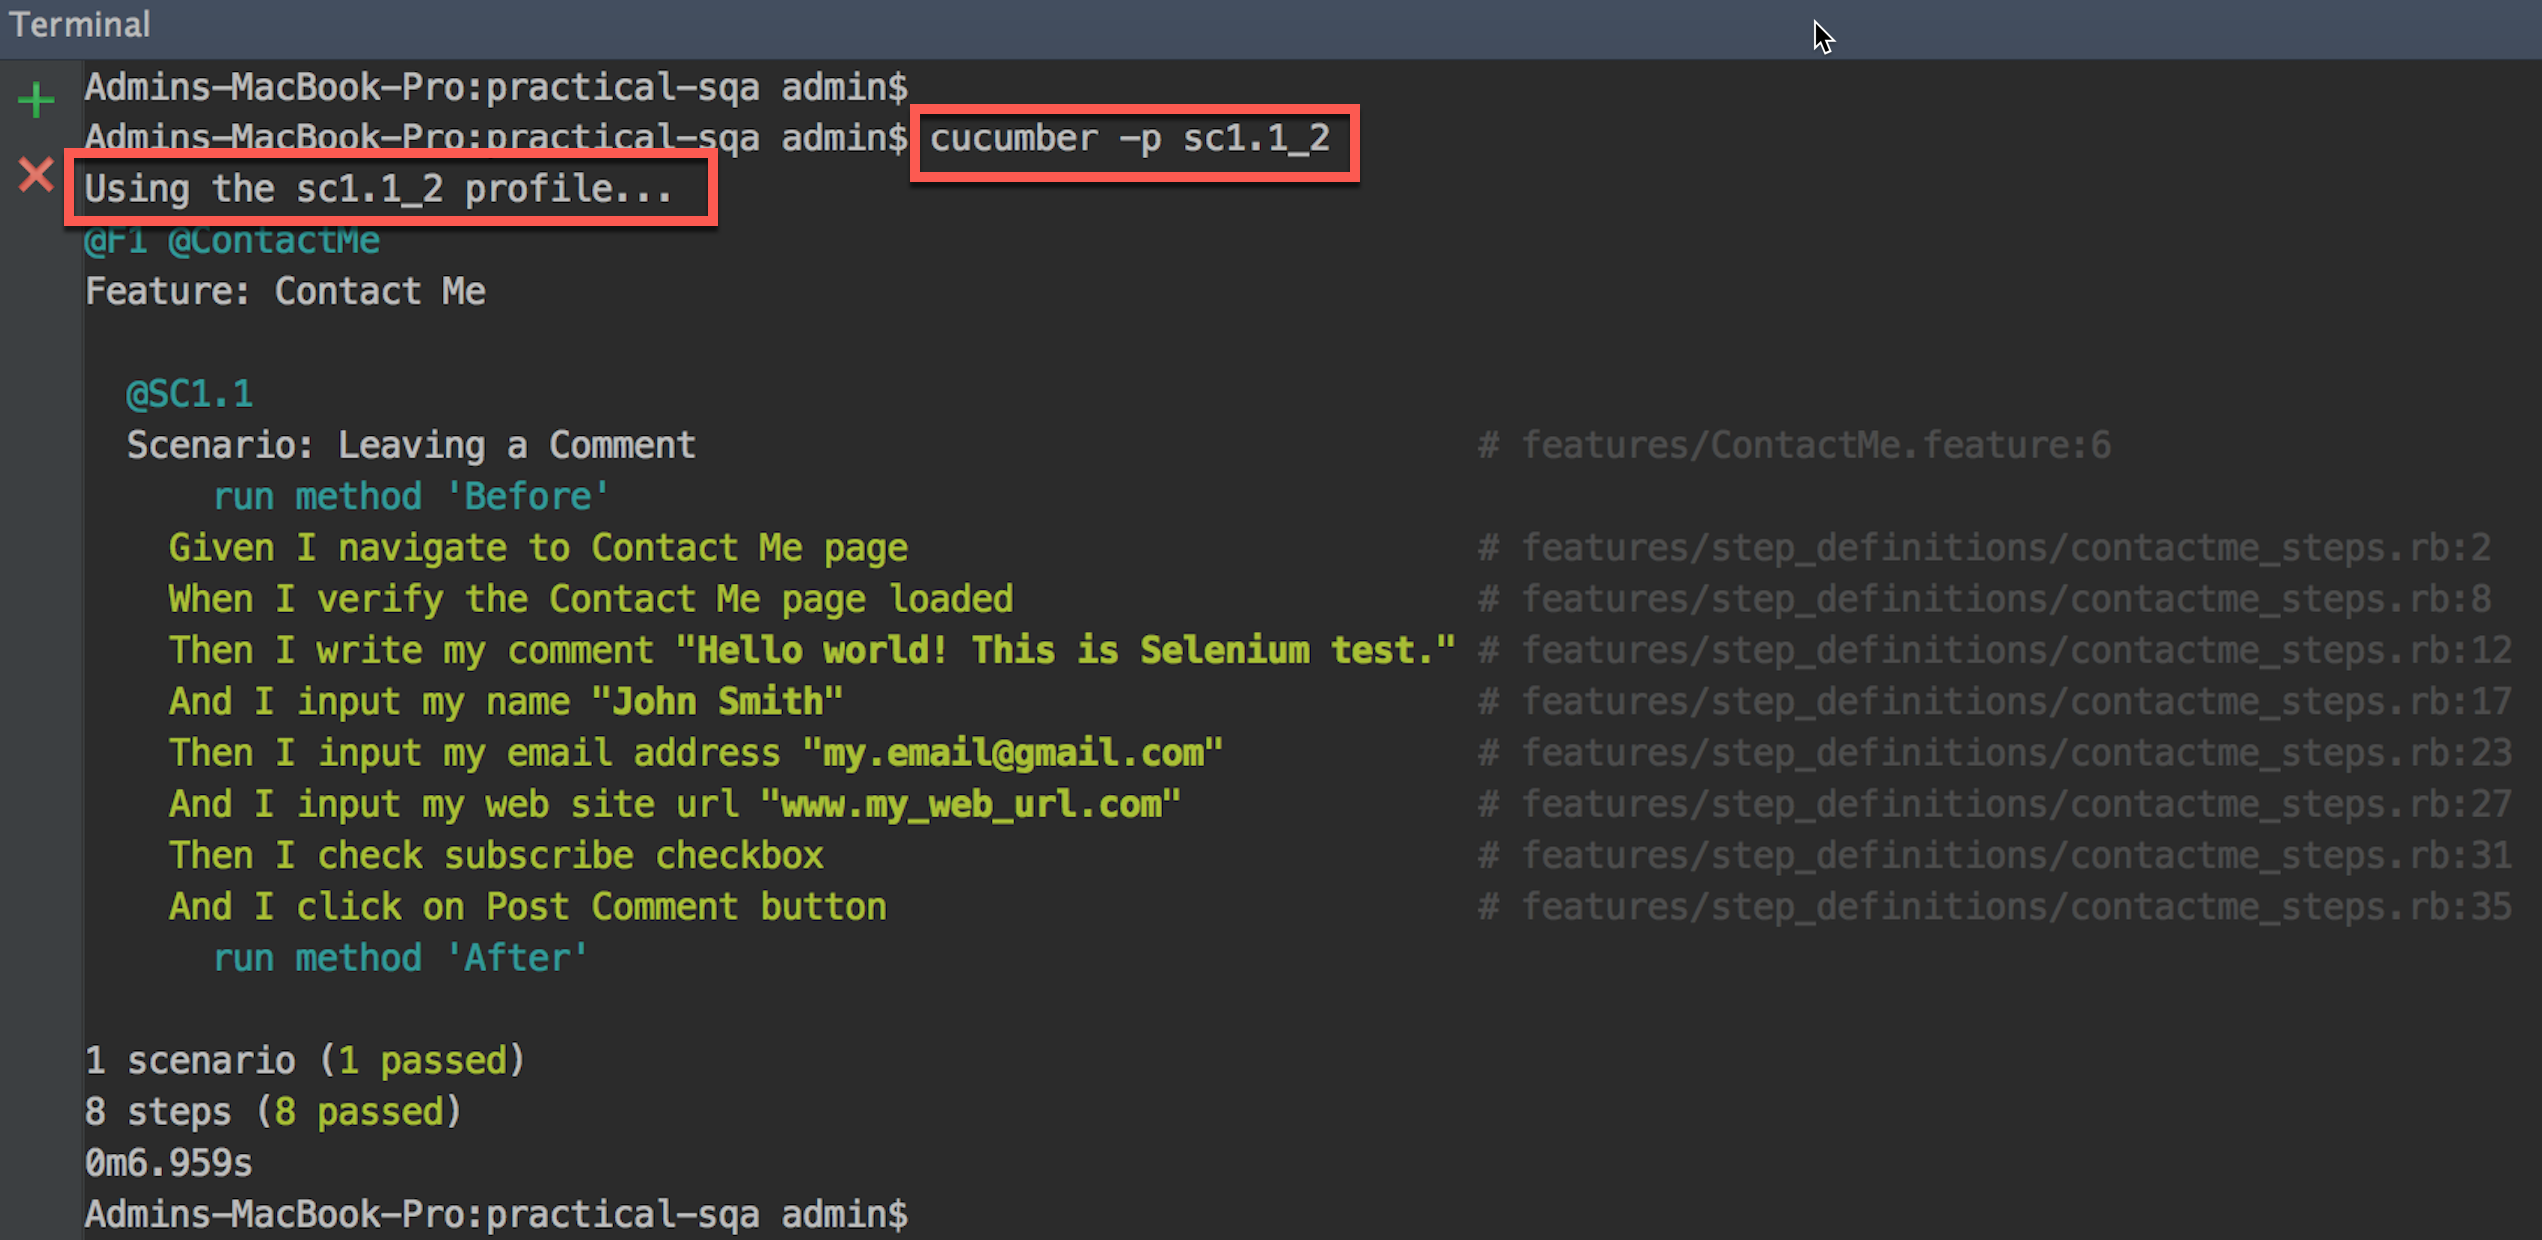 Terminal
Admins-MacBook-Pro:practical-sqa admin$
Admins-MacBook-Pro:practical-sqa admin$ cucumber -p sc1.1_2
Using the sc1.1_2 profile...
@F1 @ContactMe
Feature: Contact Me
@SC1.1
Scenario: Leaving a Comment # features/ContactMe.feature:6
run method 'Before'
Given I navigate to Contact Me page # features/step_definitions/contactme_steps.rb:2
When I verify the Contact Me page loaded # features/step_definitions/contactme_steps.rb:8
Then I write my comment "Hello world! This is Selenium test." # features/step_definitions/contactme_steps.rb:12
And I input my name "John Smith" # features/step_definitions/contactme_steps.rb:17
Then I input my email address "my.email@gmail.com" # features/step_definitions/contactme_steps.rb:23
And I input my web site url "www.my_web_url.com" # features/step_definitions/contactme_steps.rb:27
Then I check subscribe checkbox # features/step_definitions/contactme_steps.rb:31
And I click on Post Comment button # features/step_definitions/contactme_steps.rb:35
run method 'After'
1 scenario (1 passed)
8 steps (8 passed)
0m6.959s
Admins-MacBook-Pro:practical-sqa admin$